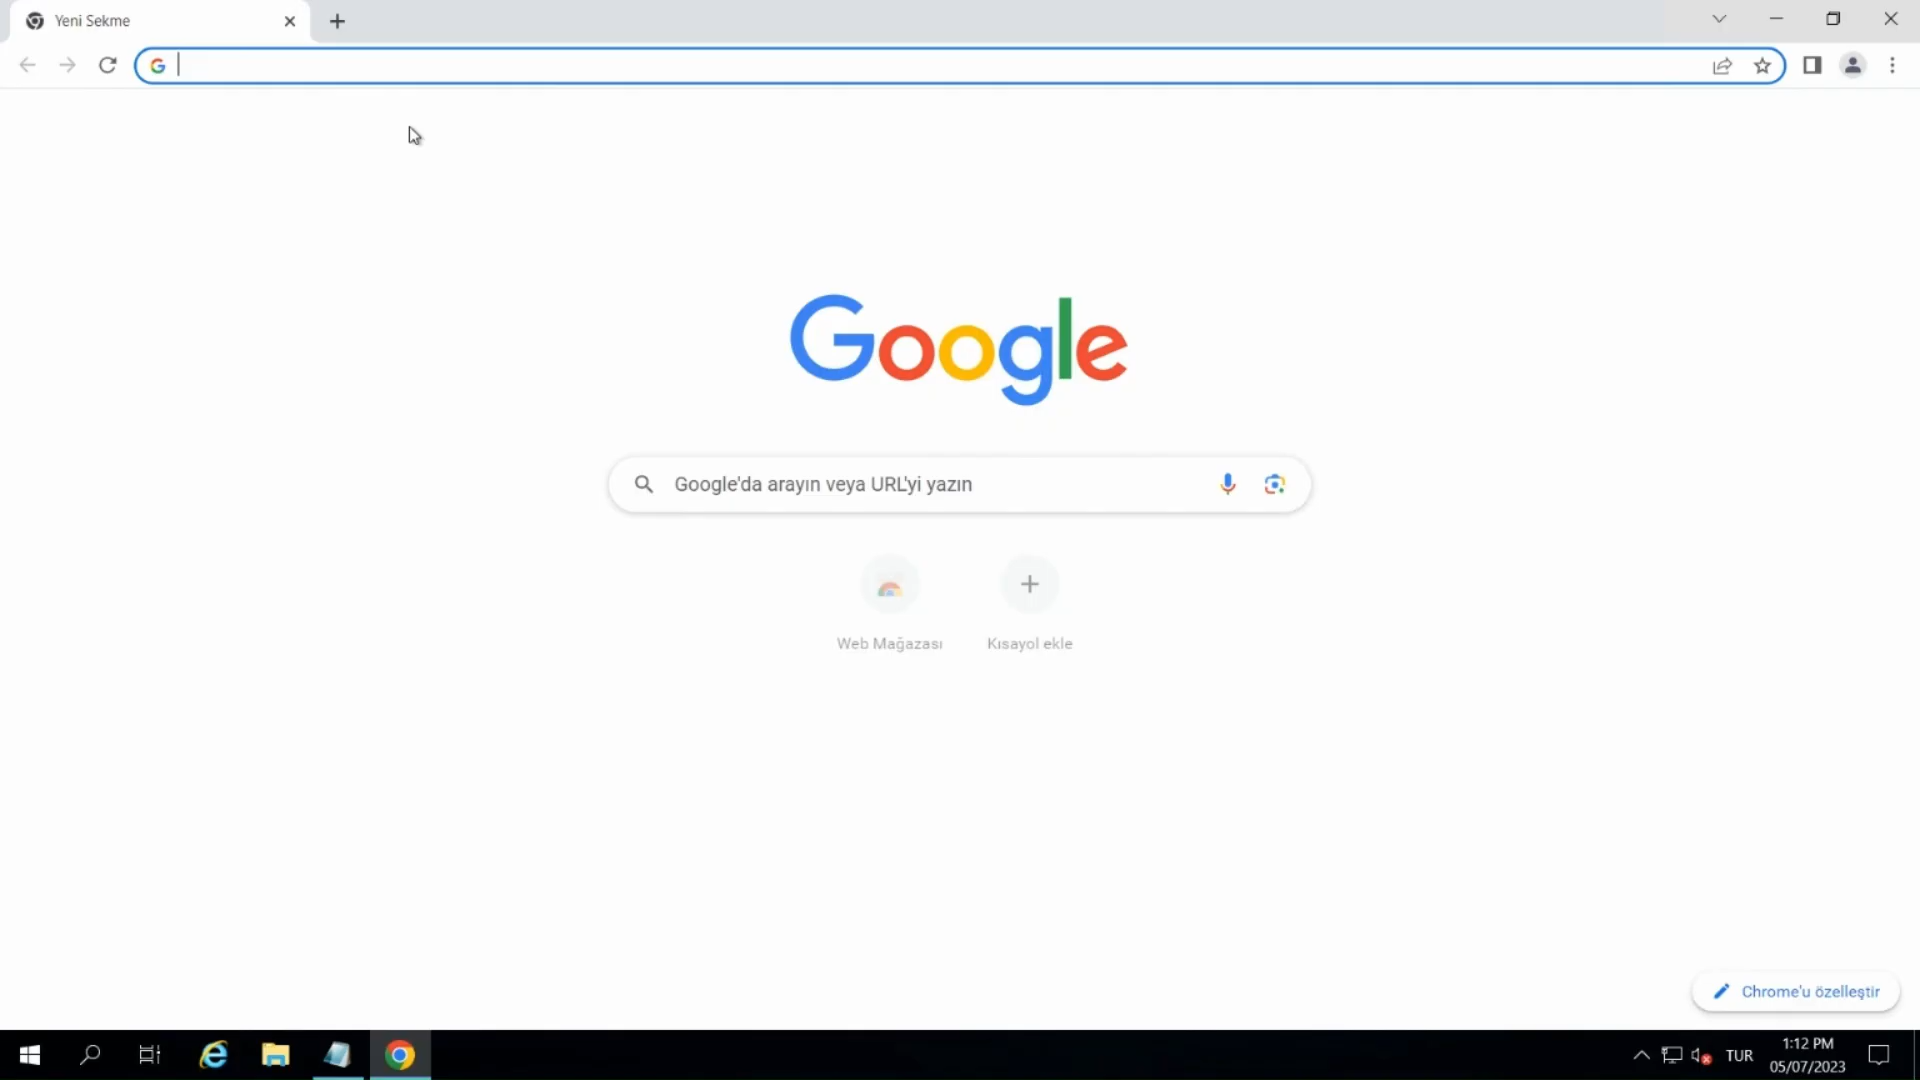 Yeni Sekme
Google
Google'da arayın veya URL'yi yazın
Web Mağazası
Kısayol ekle
Chrome'u özelleştir
TUR
1:12 PM
05/07/2023